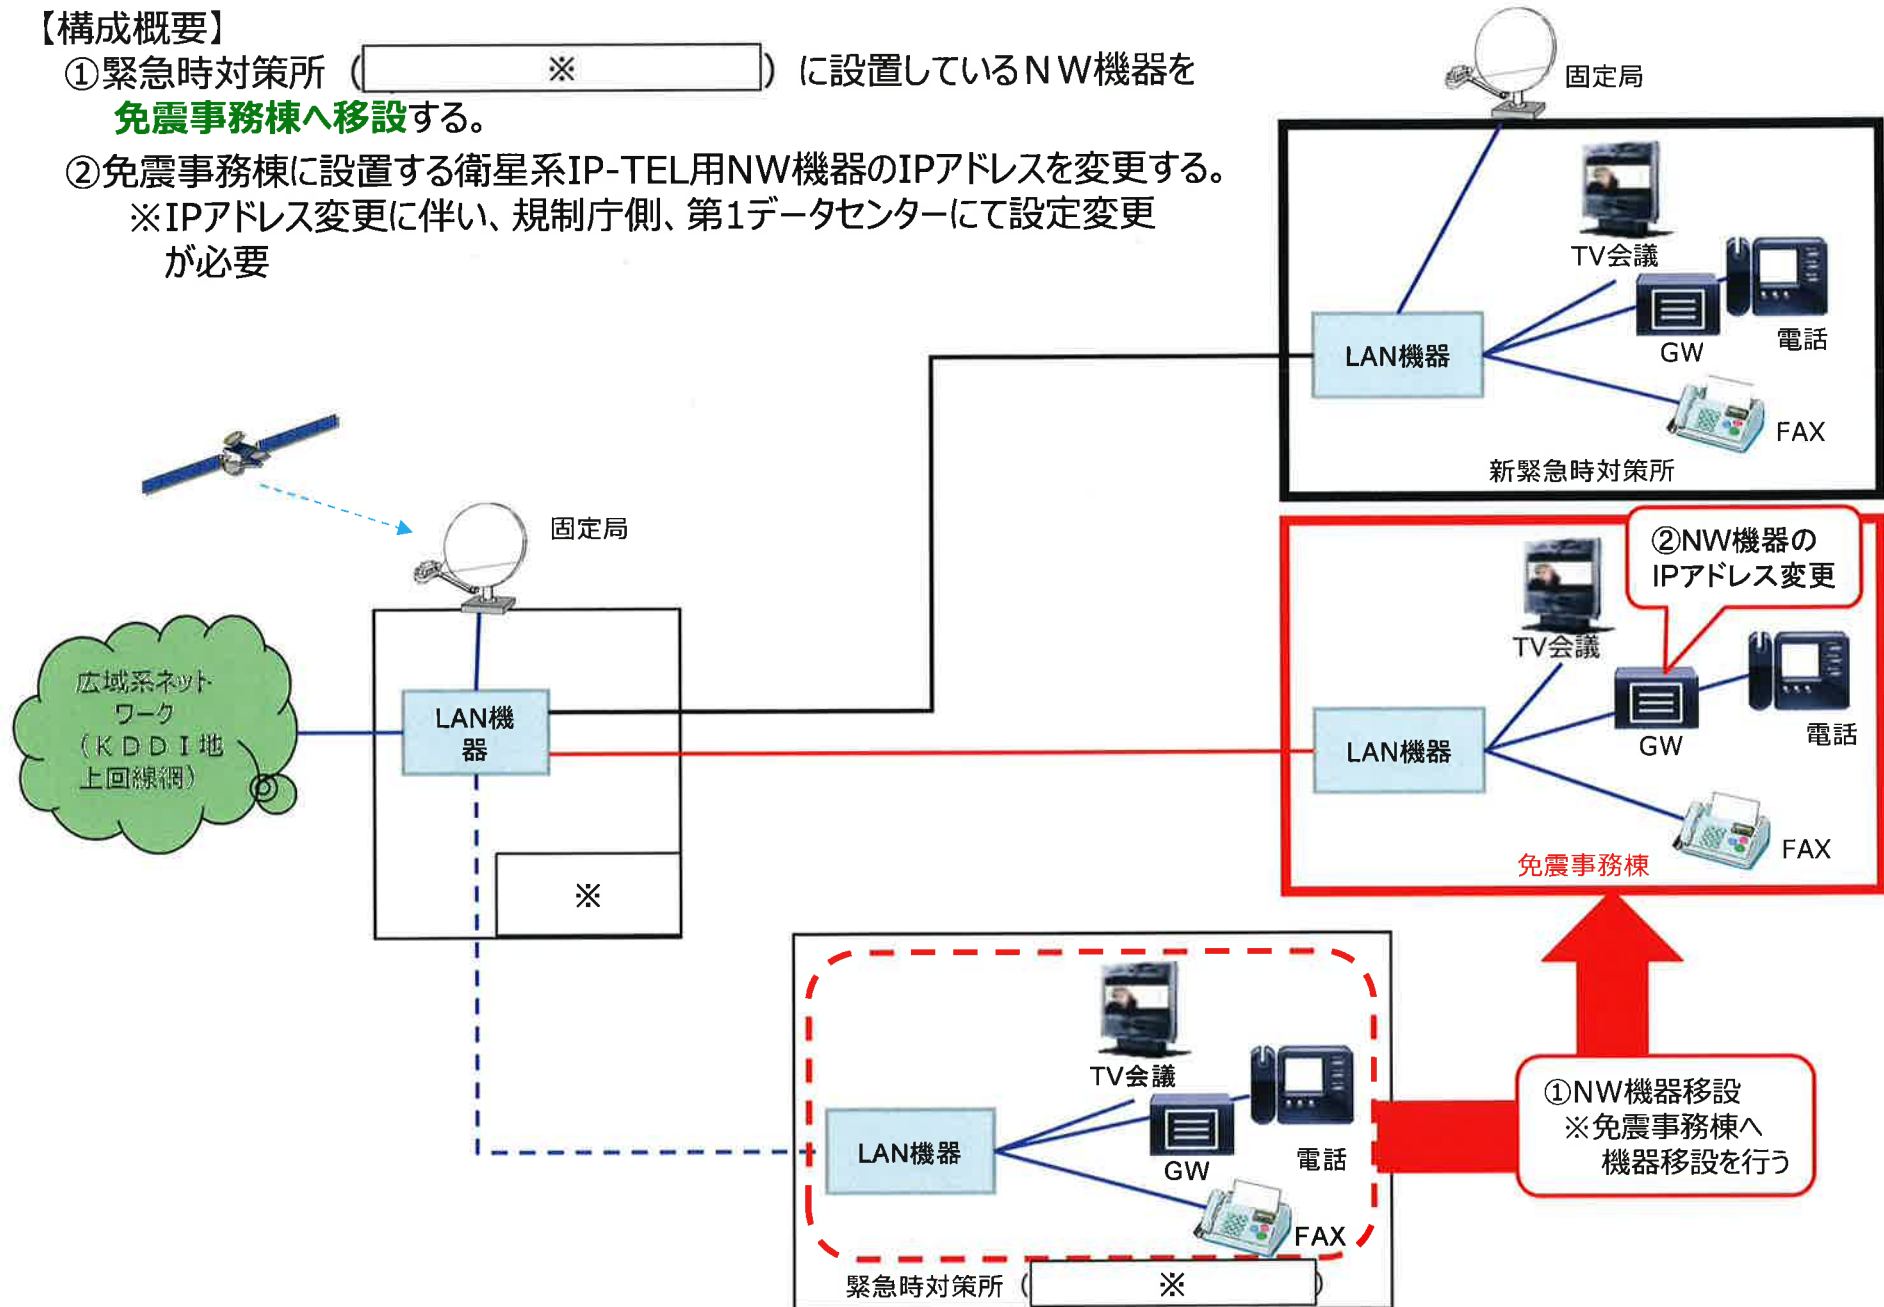 【構成概要】
①緊急時対策所 (※) に設置しているNW機器を
免震事務棟へ移設する。
②免震事務棟に設置する衛星系IP-TEL用NW機器のIPアドレスを変更する。
※IPアドレス変更に伴い、規制庁側、第1データセンターにて設定変更
が必要
固定局
TV会議
LAN機器
GW
電話
FAX
新緊急時対策所
固定局
広域系ネット
ワーク
(KDDI地
上回線網)
LAN機
器
※
②NW機器の
IPアドレス変更
TV会議
LAN機器
GW
電話
FAX
免震事務棟
TV会議
LAN機器
GW
電話
FAX
緊急時対策所 (※)
①NW機器移設
※免震事務棟へ
機器移設を行う